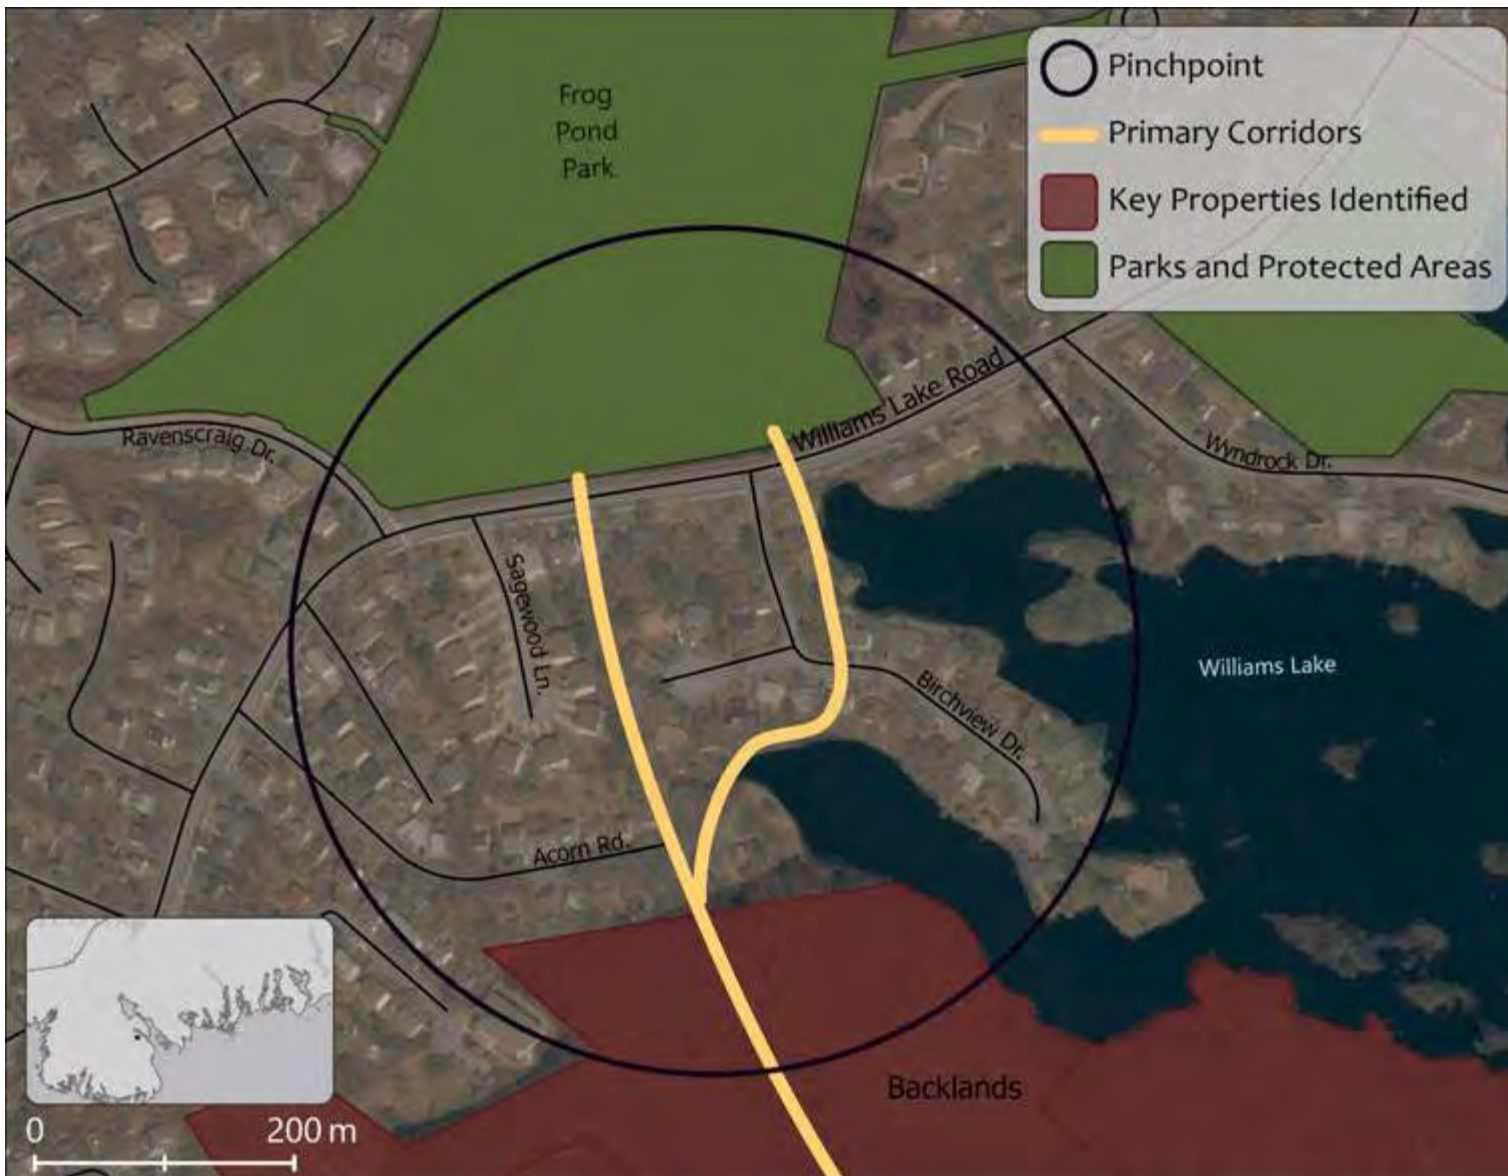 Frog
Pond
Park
Pinchpoint
Primary Corridors
Key Properties Identified
Parks and Protected Areas
Williams Lake Road
Ravenscraig Dr.
Wyndrock Dr.
Sagewood Ln.
Williams Lake
Birchview Dr.
Acorn Rd.
Backlands
0 200 m